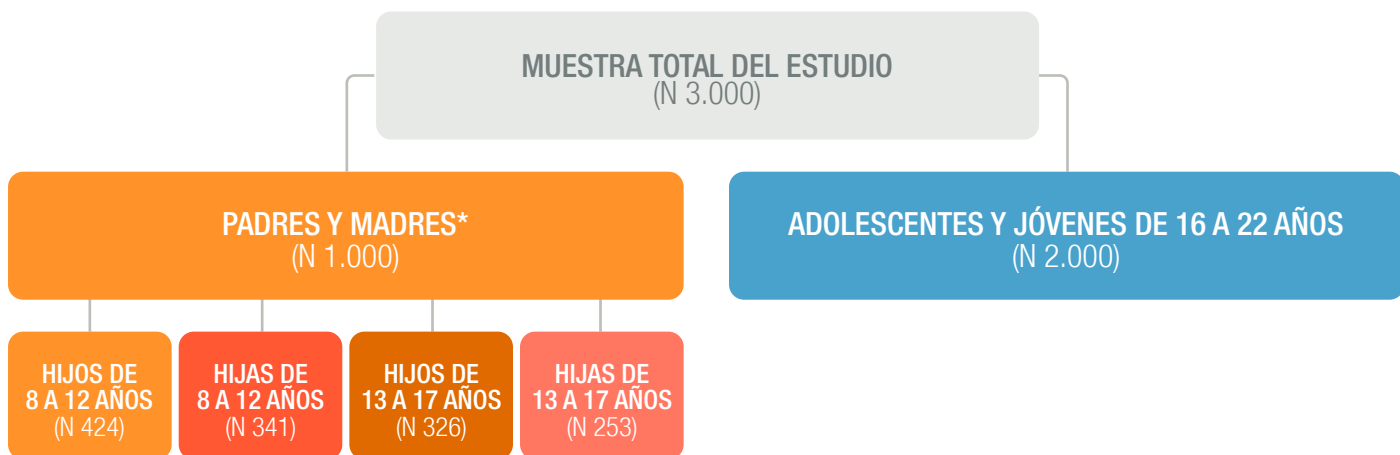 MUESTRA TOTAL DEL ESTUDIO
(N 3.000)
PADRES Y MADRES*
(N 1.000)
ADOLESCENTES Y JÓVENES DE 16 A 22 AÑOS
(N 2.000)
HIJOS DE
8 A 12 AÑOS
(N 424)
HIJAS DE
8 A 12 AÑOS
(N 341)
HIJOS DE
13 A 17 AÑOS
(N 326)
HIJAS DE
13 A 17 AÑOS
(N 253)